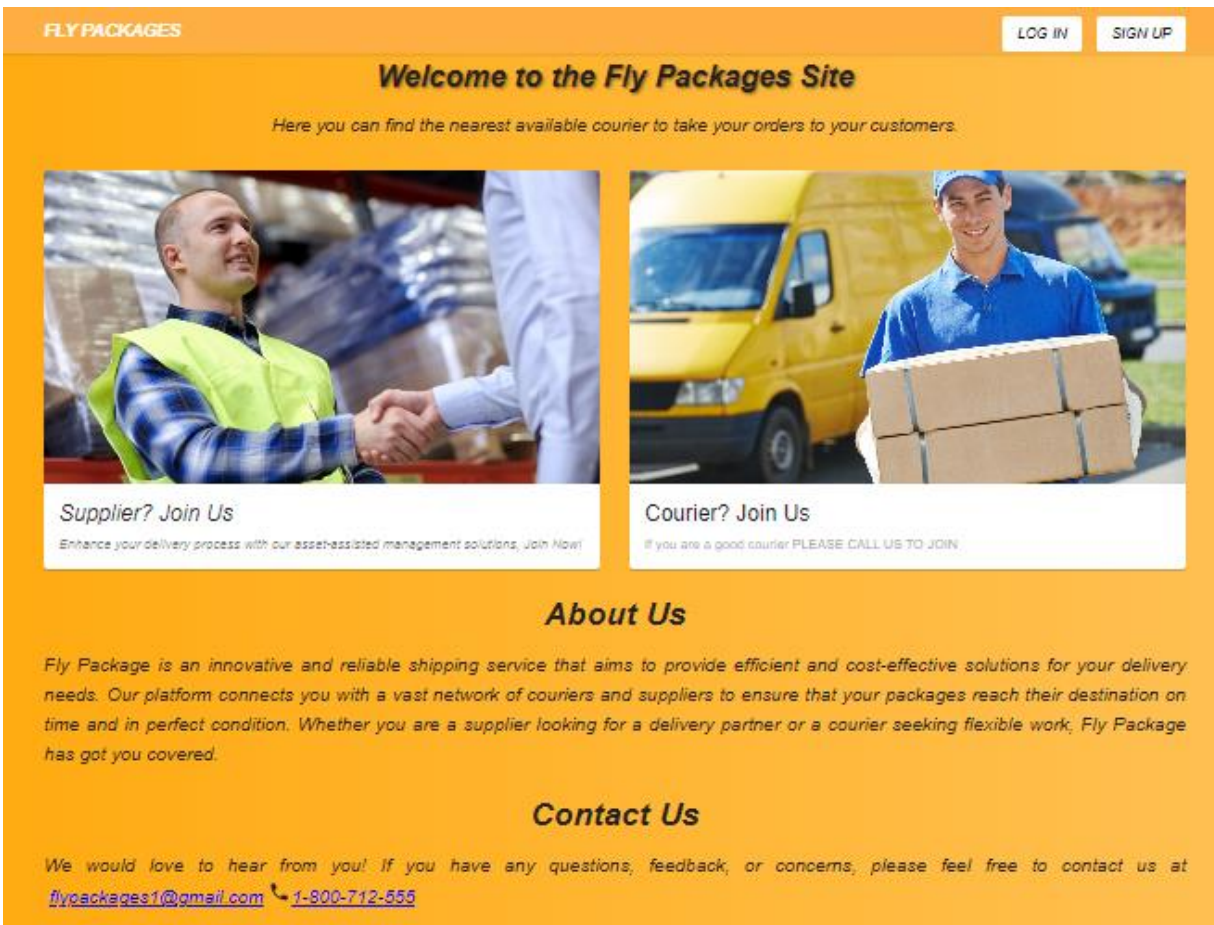 FLY PACKAGES
LOG IN
SIGN UP
Welcome to the Fly Packages Site
Here you can find the nearest available courier to take your orders to your customers.
Supplier? Join Us
Enhance your delivery process with our asset-assisted management solutions, Join Now!
Courier? Join Us
If you are a good courier PLEASE CALL US TO JOIN
About Us
Fly Package is an innovative and reliable shipping service that aims to provide efficient and cost-effective solutions for your delivery
needs. Our platform connects you with a vast network of couriers and suppliers to ensure that your packages reach their destination on
time and in perfect condition. Whether you are a supplier looking for a delivery partner or a courier seeking flexible work, Fly Package
has got you covered.
Contact Us
We would love to hear from you! If you have any questions, feedback, or concerns, please feel free to contact us at
flypackages1@gmail.com 1-800-712-555